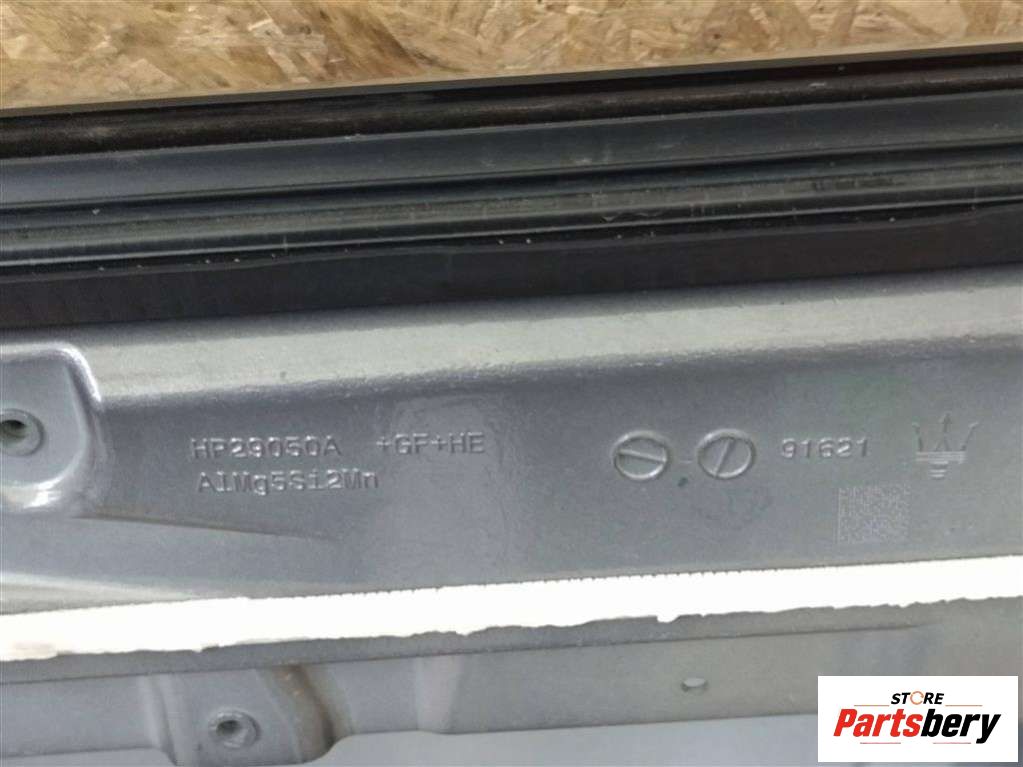 HP29050A +GF+HE
AlMg5Si2Mn
91621
STORE
Partsbery